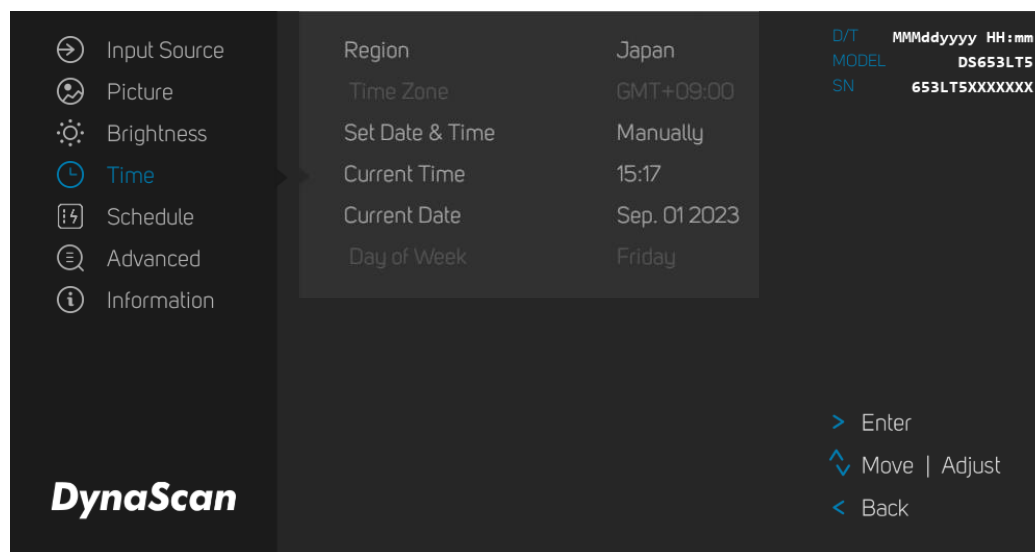 Input Source
Picture
Brightness
Time
Schedule
Advanced
Information
DynaScan
Region Japan
Time Zone GMT+09:00
Set Date & Time Manually
Current Time 15:17
Current Date Sep. 01 2023
Day of Week Friday
D/T MMMddyyyy HH:mm
MODEL DS653LT5
SN 653LT5XXXXXXX
> Enter
Move | Adjust
< Back